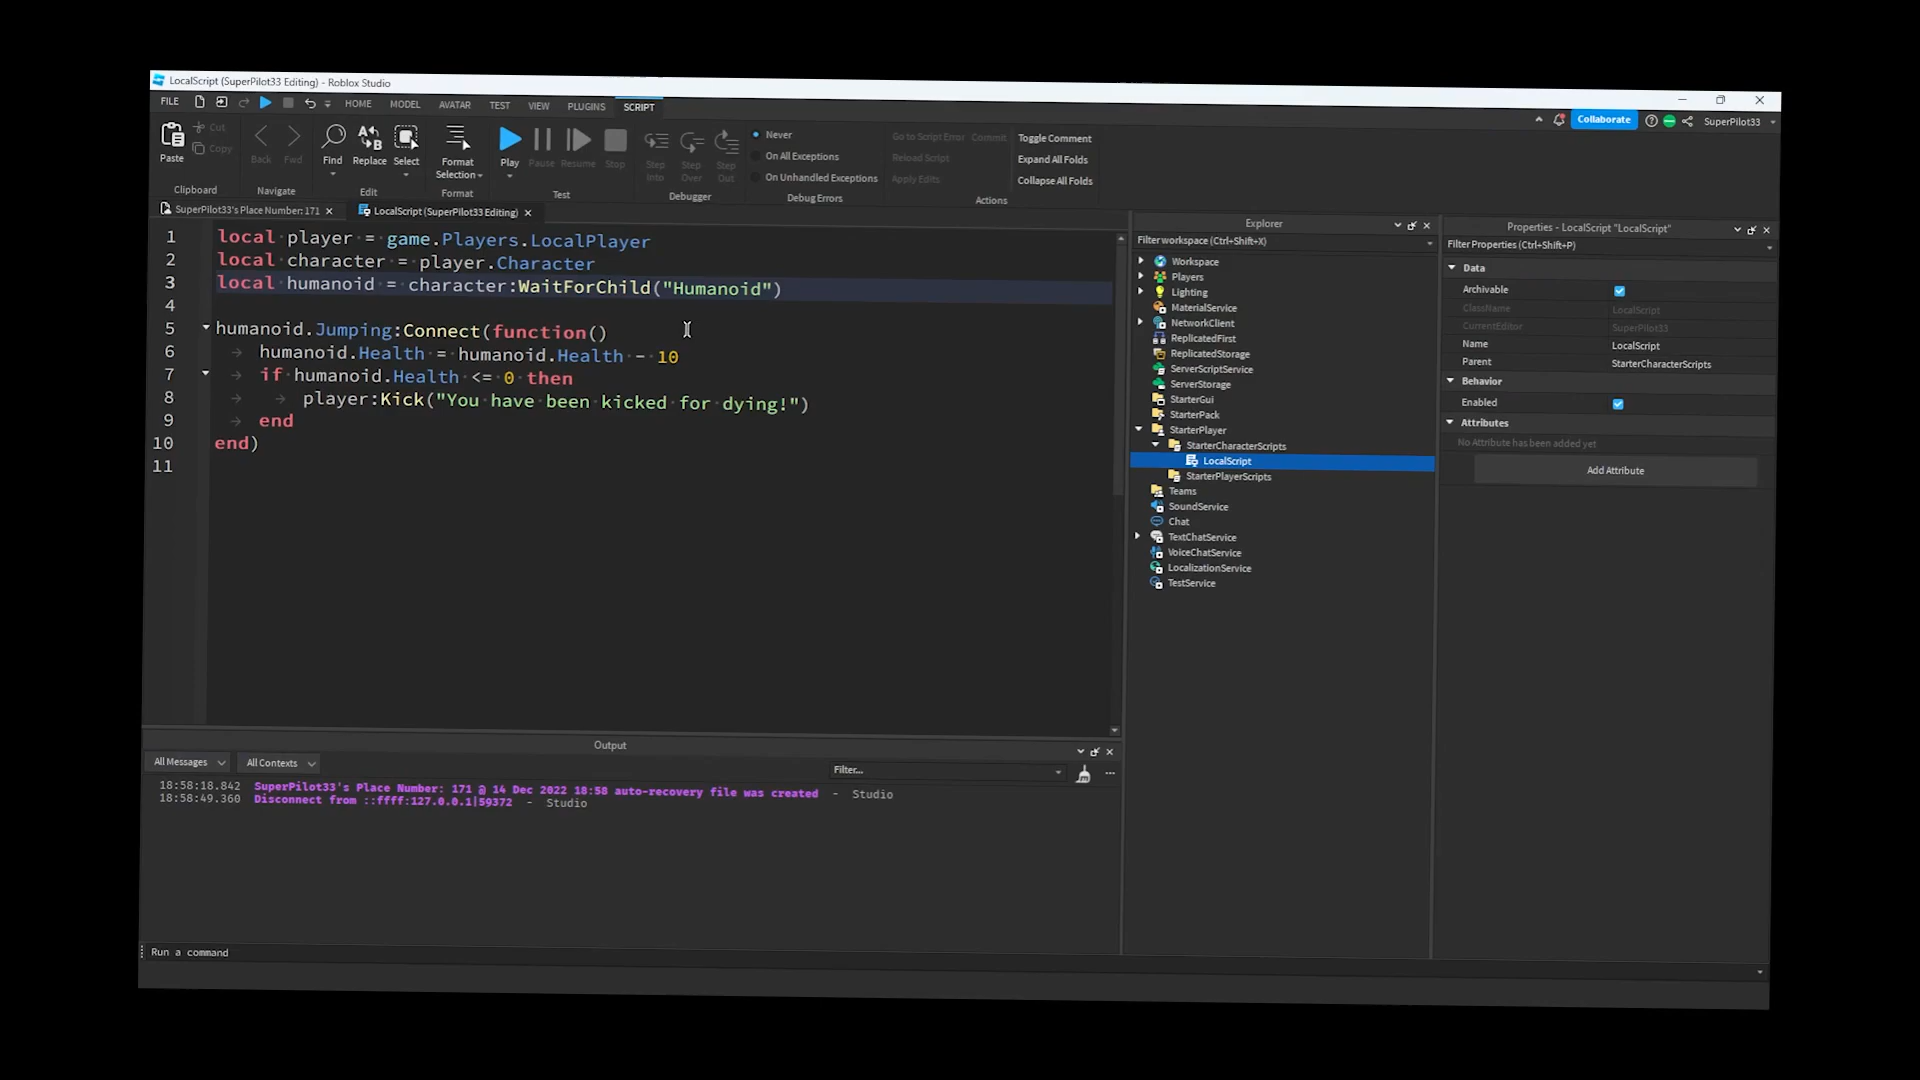 LocalScript (SuperPilot33 Editing) - Roblox Studio
FILE HOME MODEL AVATAR TEST VIEW PLUGINS SCRIPT
Collaborate SuperPilot33
Paste Cut Copy
Back Fwd
Find Replace Select
Format Selection
Play Pause Resume Stop
Step Into Step Over Step Out
Never
On All Exceptions
On Unhandled Exceptions
Go to Script Error Commit
Reload Script
Apply Edits
Toggle Comment
Expand All Folds
Collapse All Folds
Clipboard Navigate Edit Format Test Debugger Debug Errors Actions
SuperPilot33's Place Number: 171 LocalScript (SuperPilot33 Editing)
1 local player = game.Players.LocalPlayer
2 local character = player.Character
3 local humanoid = character:WaitForChild("Humanoid")
4
5 humanoid.Jumping:Connect(function()
6 humanoid.Health = humanoid.Health - 10
7 if humanoid.Health <= 0 then
8 player:Kick("You have been kicked for dying!")
9 end
10 end)
11
Explorer
Filter workspace (Ctrl+Shift+X)
Workspace
Players
Lighting
MaterialService
NetworkClient
ReplicatedFirst
ReplicatedStorage
ServerScriptService
ServerStorage
StarterGui
StarterPack
StarterPlayer
StarterCharacterScripts
LocalScript
StarterPlayerScripts
Teams
SoundService
Chat
TextChatService
VoiceChatService
LocalizationService
TestService
Properties - LocalScript "LocalScript"
Filter Properties (Ctrl+Shift+P)
Data
Archivable
ClassName LocalScript
CurrentEditor SuperPilot33
Name LocalScript
Parent StarterCharacterScripts
Behavior
Enabled
Attributes
No Attribute has been added yet
Add Attribute
Output
All Messages All Contexts Filter...
18:58:18.842 SuperPilot33's Place Number: 171 @ 14 Dec 2022 18:58 auto-recovery file was created - Studio
18:58:49.360 Disconnect from ::ffff:127.0.0.1|59372 - Studio
Run a command